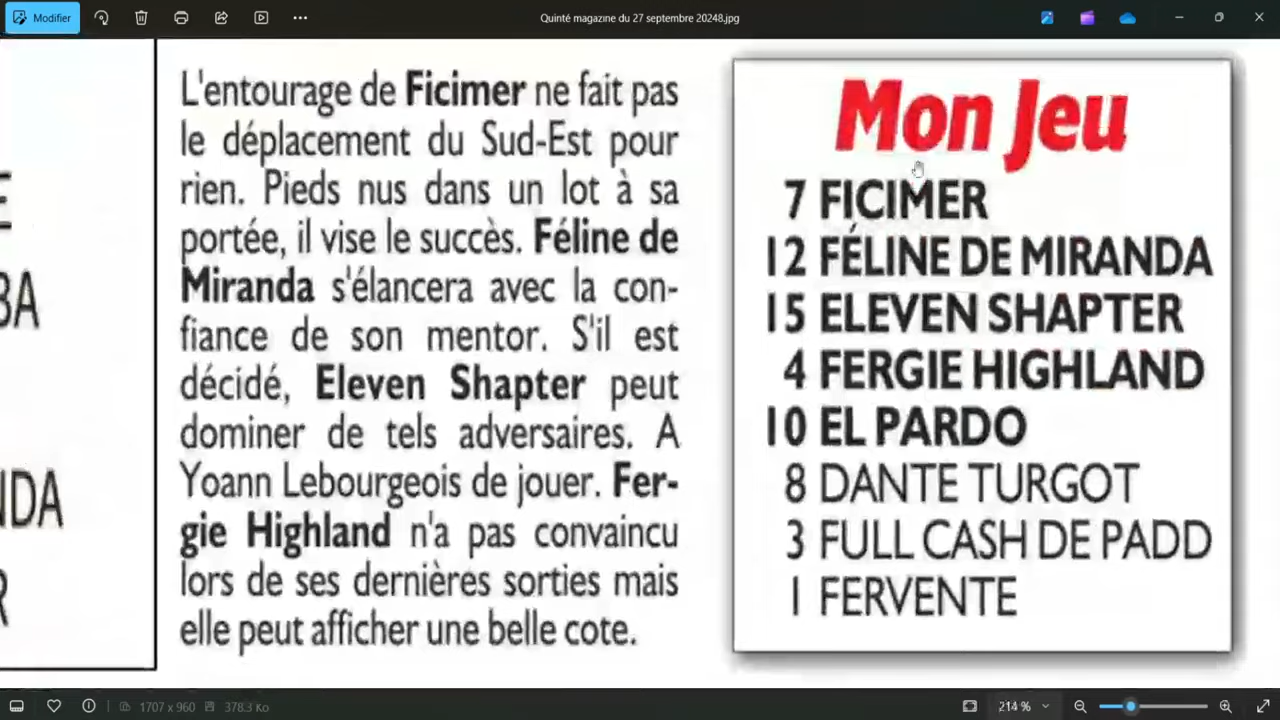 Modifier
Quinté magazine du 27 septembre 20248.jpg
L'entourage de Ficimer ne fait pas
le déplacement du Sud-Est pour
rien. Pieds nus dans un lot à sa
portée, il vise le succès. Féline de
Miranda s'élancera avec la con-
fiance de son mentor. S'il est
décidé, Eleven Shapter peut
dominer de tels adversaires. A
Yoann Lebourgeois de jouer. Fer-
gie Highland n'a pas convaincu
lors de ses dernières sorties mais
elle peut afficher une belle cote.
Mon Jeu
7 FICIMER
12 FÉLINE DE MIRANDA
15 ELEVEN SHAPTER
4 FERGIE HIGHLAND
10 EL PARDO
8 DANTE TURGOT
3 FULL CASH DE PADD
1 FERVENTE
1707 x 960
378.3 Ko
214 %